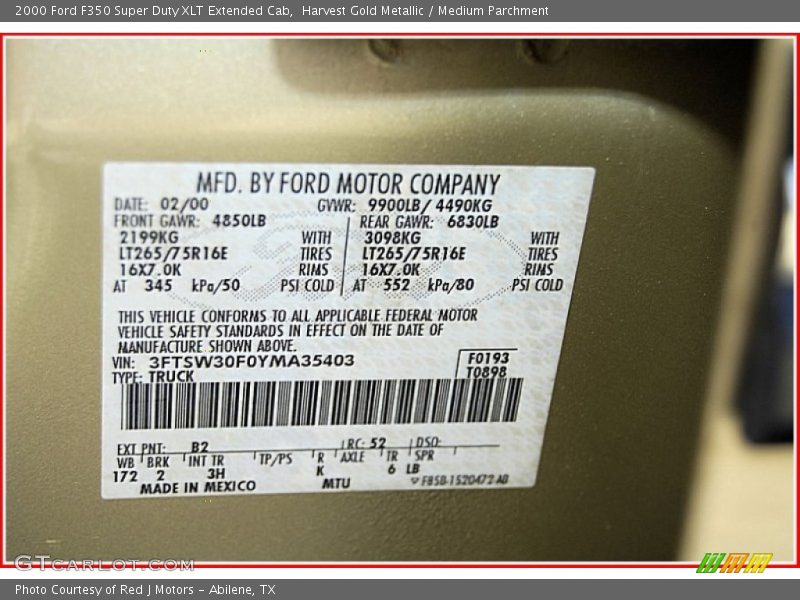 2000 Ford F350 Super Duty XLT Extended Cab,  Harvest Gold Metallic / Medium Parchment
MFD. BY FORD MOTOR COMPANY
DATE: 02/00 GVWR: 9900LB/ 4490KG
FRONT GAWR: 4850LB REAR GAWR: 6830LB
2199KG WITH 3098KG WITH
LT265/75R16E TIRES LT265/75R16E TIRES
16X7.0K RIMS 16X7.0K RIMS
AT 345 kPa/50 PSI COLD AT 552 kPa/80 PSI COLD
THIS VEHICLE CONFORMS TO ALL APPLICABLE FEDERAL MOTOR
VEHICLE SAFETY STANDARDS IN EFFECT ON THE DATE OF
MANUFACTURE SHOWN ABOVE.
VIN: 3FTSW30F0YMA35403 F0193
TYPE: TRUCK T0898
EXT PNT: B2 RC: 52 DSO:
WB BRK INT TR TP/PS R AXLE TR SPR
172 2 3H K 6 LB
MADE IN MEXICO MTU F85B-1520472-AB
GTCarLot.com
Photo Courtesy of Red J Motors – Abilene, TX